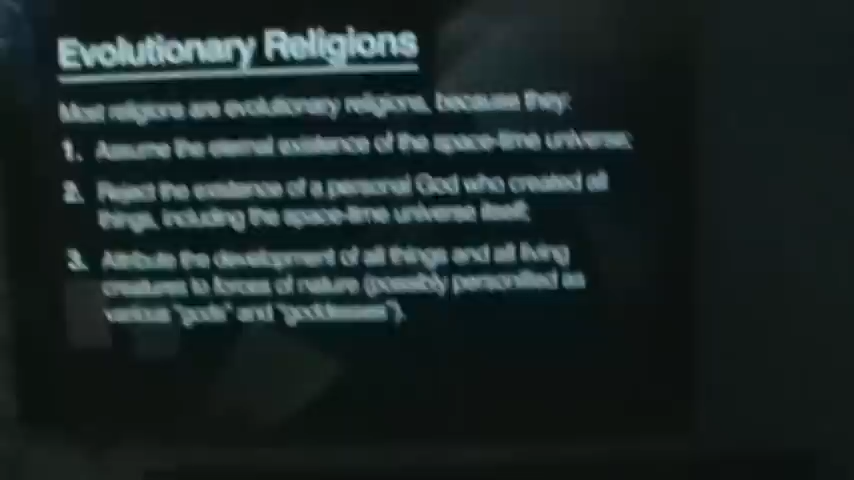 Evolutionary Religions
Most religions are evolutionary religions, because they:
1. Assume the eternal existence of the space-time universe;
2. Reject the existence of a personal God who created all
things, including the space-time universe itself;
3. Attribute the development of all things and all living
creatures to forces of nature (possibly personified as
various "gods" and "goddesses").